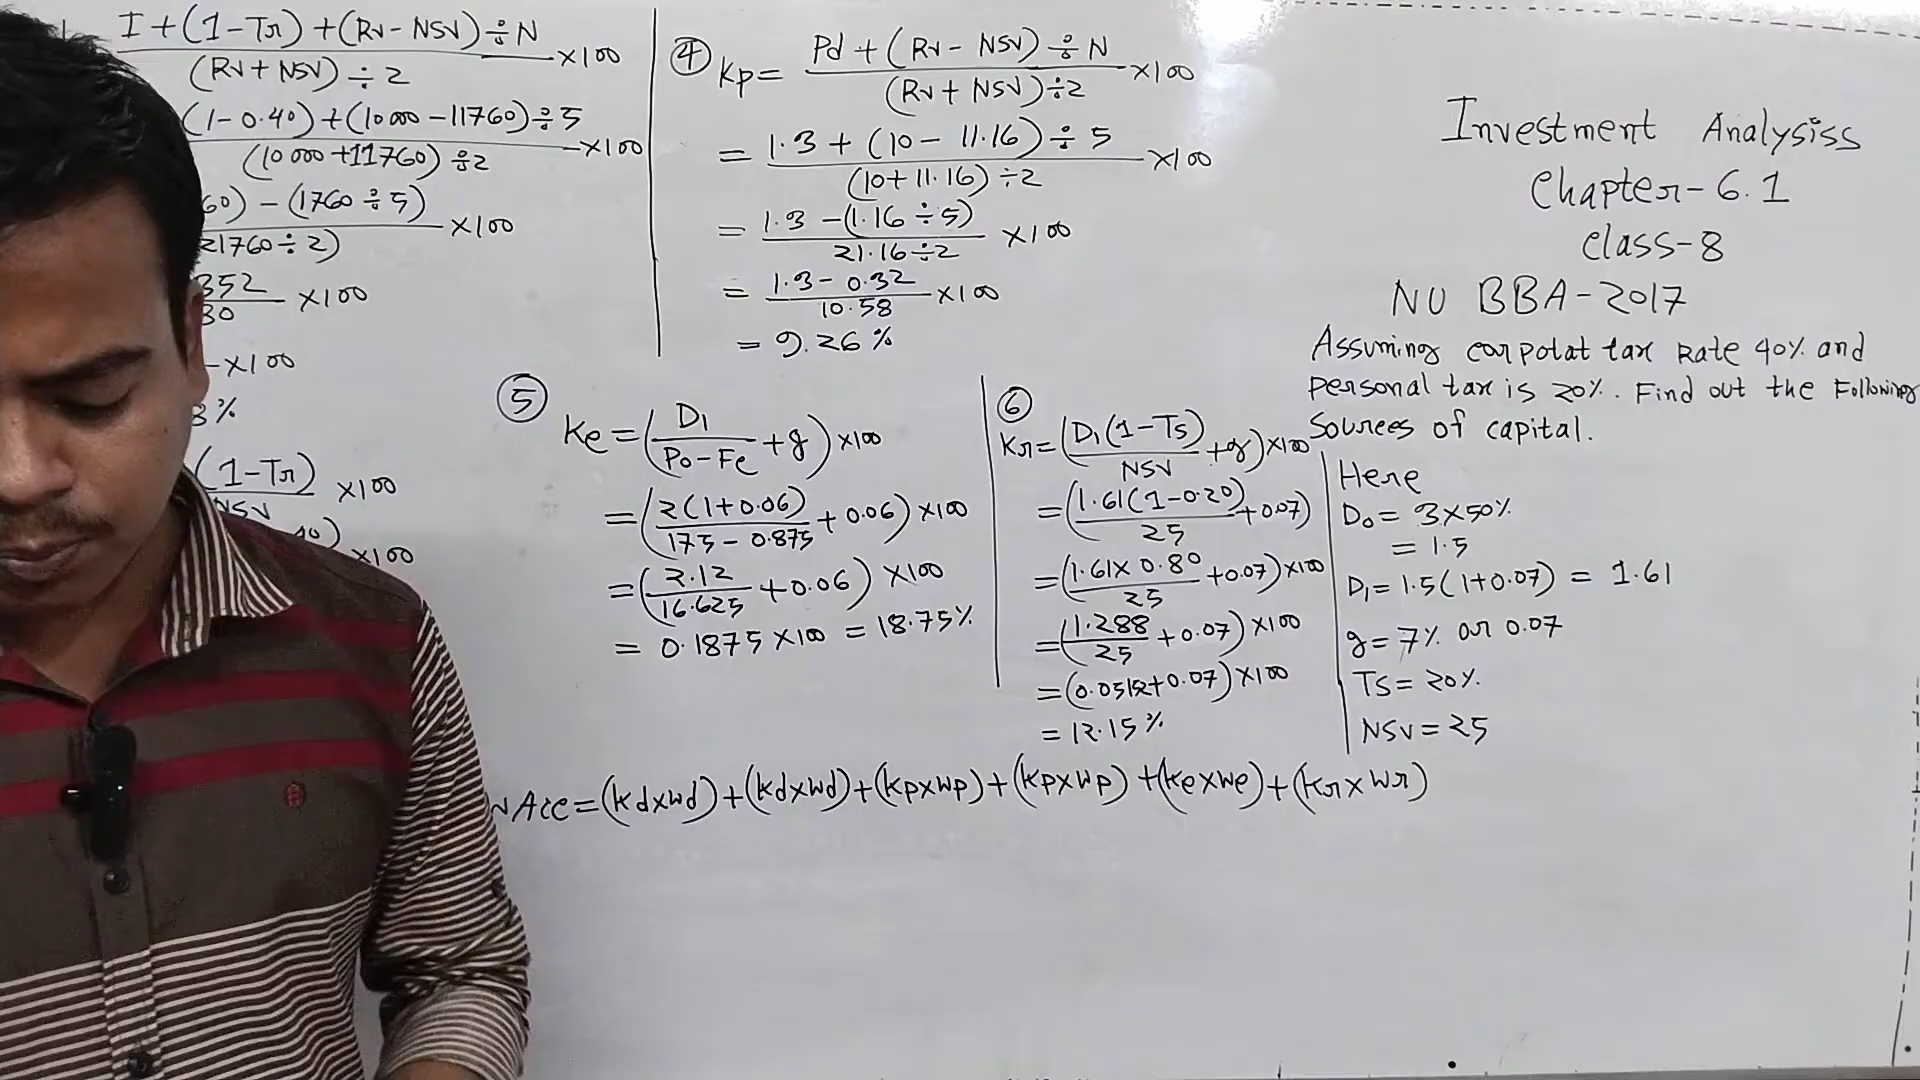 I+(1-Tr)+(Rv-NSV)÷N
(Rv+NSV)÷2 ×100
(1-0.40)+(10000-11760)÷5
(10000+11760)÷2 ×100
60)-(1760÷5)
21760÷2) ×100
352
80 ×100
-×100
3%
(1-Tr)
NSV ×100
40)
×100
④ Kp= Pd+(Rv-NSV)÷N
(Rv+NSV)÷2 ×100
= 1.3+(10-11.16)÷5
(10+11.16)÷2 ×100
= 1.3-(1.16÷5)
21.16÷2 ×100
= 1.3-0.32
10.58 ×100
= 9.26%
⑤
Ke=(D1
Po-Fe +g)×100
=(2(1+0.06)
175-0.875 +0.06)×100
=(2.12
16.625 +0.06)×100
= 0.1875×100 = 18.75%
⑥
Kr=(D1(1-Ts)
NSV +g)×100
=(1.61(1-0.20)
25 +0.07)
=(1.61×0.80
25 +0.07)×100
=(1.288
25 +0.07)×100
=(0.0515+0.07)×100
= 12.15%
Investment Analysiss
Chapter-6.1
Class-8
NU BBA-2017
Assuming corpotat tax Rate 40% and
personal tax is 20%. Find out the Following
Sources of capital.
Here
Do= 3×50%
= 1.5
D1= 1.5(1+0.07) = 1.61
g= 7% or 0.07
Ts= 20%
NSV= 25
Acc=(Kd×wd)+(Kd×wd)+(Kp×wp)+(Kp×wp)+(Ke×we)+(Kr×Wr)